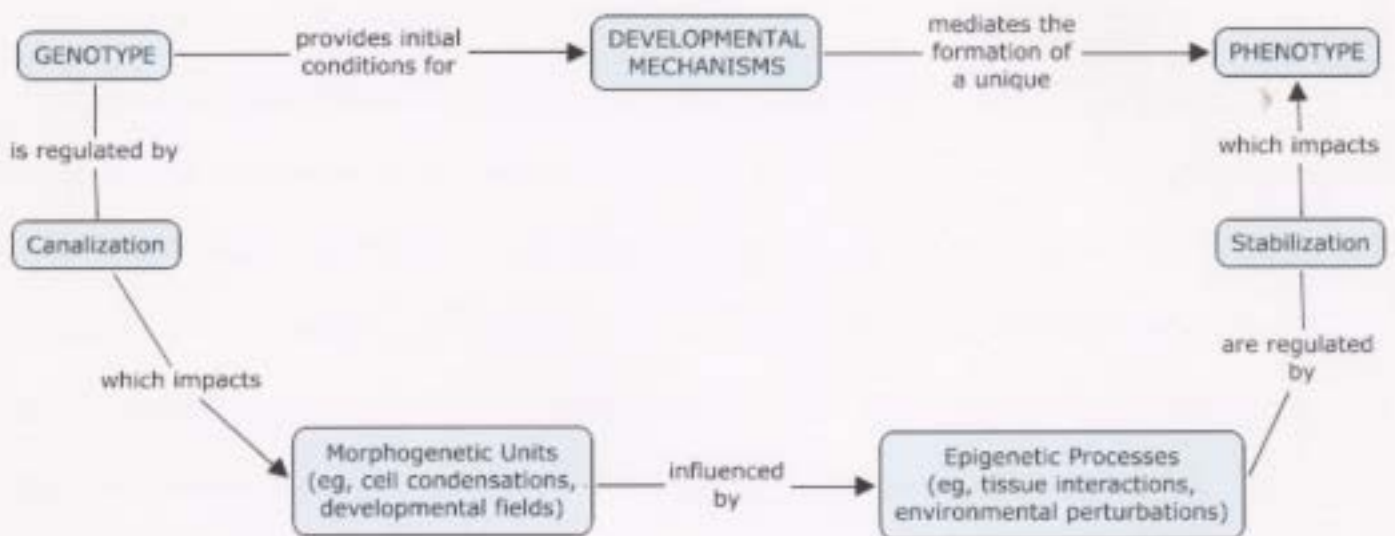 GENOTYPE
provides initial
conditions for
DEVELOPMENTAL
MECHANISMS
mediates the
formation of
a unique
PHENOTYPE
is regulated by
which impacts
Canalization
Stabilization
which impacts
are regulated
by
Morphogenetic Units
(eg, cell condensations,
developmental fields)
influenced
by
Epigenetic Processes
(eg, tissue interactions,
environmental perturbations)